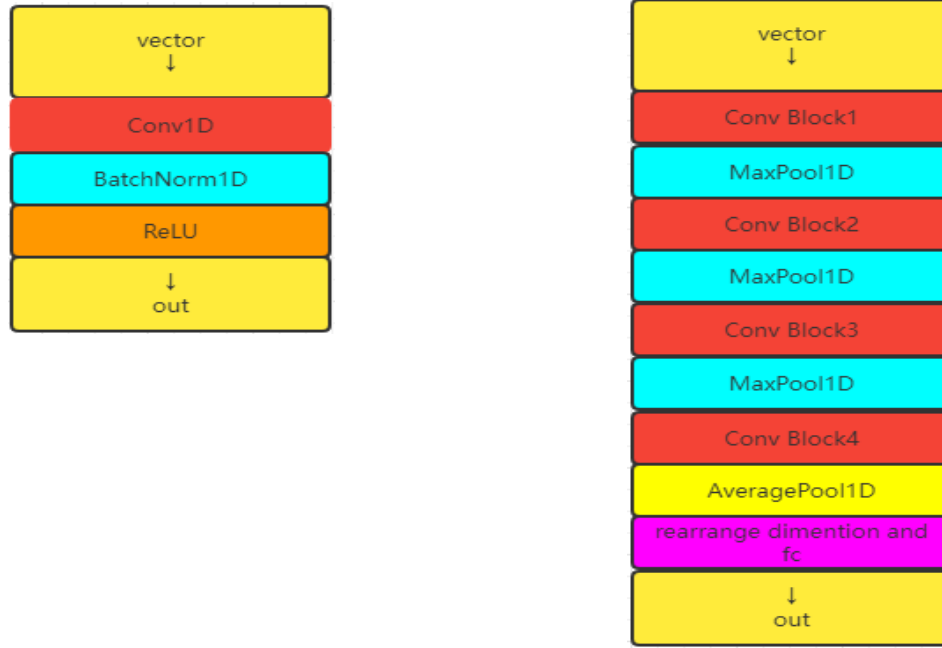 vector
↓
Conv1D
BatchNorm1D
ReLU
↓
out
vector
↓
Conv Block1
MaxPool1D
Conv Block2
MaxPool1D
Conv Block3
MaxPool1D
Conv Block4
AveragePool1D
rearrange dimention and
fc
↓
out